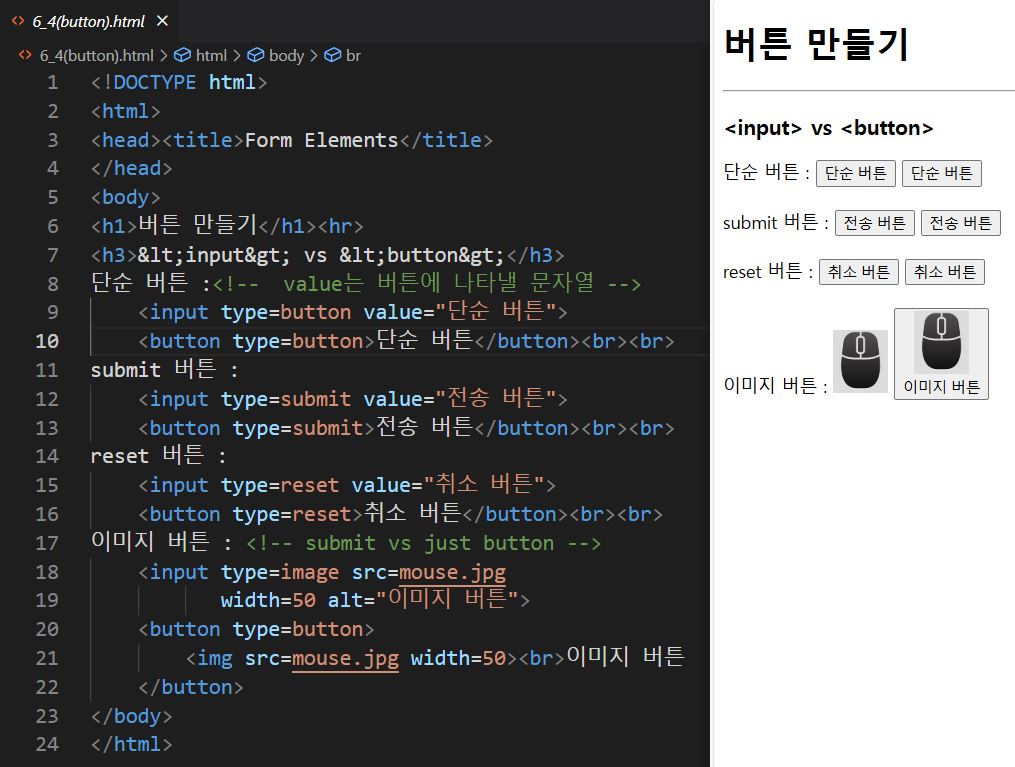 6_4(button).html
6_4(button).html > html > body > br
1 <!DOCTYPE html>
2 <html>
3 <head><title>Form Elements</title>
4 </head>
5 <body>
6 <h1>버튼 만들기</h1><hr>
7 <h3>&lt;input&gt; vs &lt;button&gt;</h3>
8 단순 버튼 :<!--  value는 버튼에 나타낼 문자열 -->
9     <input type=button value="단순 버튼">
10     <button type=button>단순 버튼</button><br><br>
11 submit 버튼 :
12     <input type=submit value="전송 버튼">
13     <button type=submit>전송 버튼</button><br><br>
14 reset 버튼 :
15     <input type=reset value="취소 버튼">
16     <button type=reset>취소 버튼</button><br><br>
17 이미지 버튼 : <!-- submit vs just button -->
18     <input type=image src=mouse.jpg
19            width=50 alt="이미지 버튼">
20     <button type=button>
21         <img src=mouse.jpg width=50><br>이미지 버튼
22     </button>
23 </body>
24 </html>
버튼 만들기
<input> vs <button>
단순 버튼 : 단순 버튼 단순 버튼
submit 버튼 : 전송 버튼 전송 버튼
reset 버튼 : 취소 버튼 취소 버튼
이미지 버튼 : 이미지 버튼